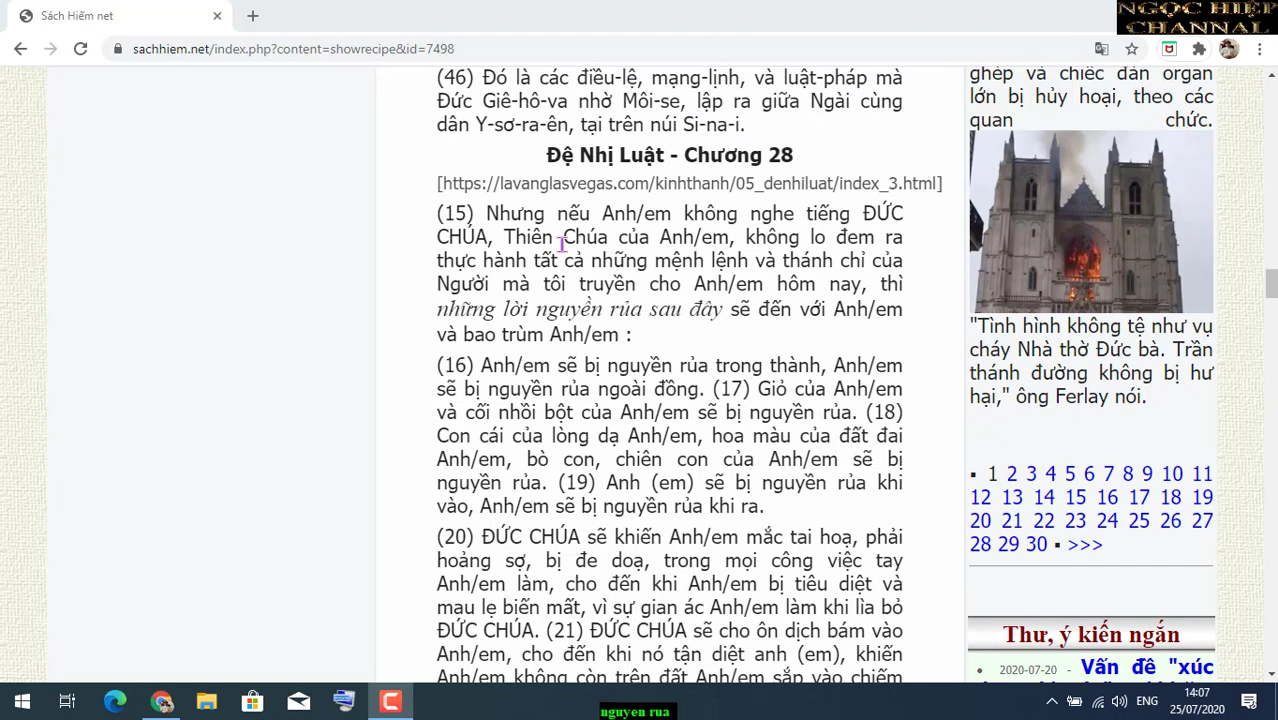 Sách Hiếm net
NGỌC HIỆP
CHANNAL
sachhiem.net/index.php?content=showrecipe&id=7498
(46) Đó là các điều-lệ, mạng-lịnh, và luật-pháp mà
Đức Giê-hô-va nhờ Môi-se, lập ra giữa Ngài cùng
dân Y-sơ-ra-ên, tại trên núi Si-na-i.
Đệ Nhị Luật - Chương 28
[https://lavanglasvegas.com/kinhthanh/05_denhiluat/index_3.html]
(15) Nhưng nếu Anh/em không nghe tiếng ĐỨC
CHÚA, Thiên Chúa của Anh/em, không lo đem ra
thực hành tất cả những mệnh lệnh và thánh chỉ của
Người mà tôi truyền cho Anh/em hôm nay, thì
những lời nguyền rủa sau đây sẽ đến với Anh/em
và bao trùm Anh/em :
(16) Anh/em sẽ bị nguyền rủa trong thành, Anh/em
sẽ bị nguyền rủa ngoài đồng. (17) Giỏ của Anh/em
và cối nhồi bột của Anh/em sẽ bị nguyền rủa. (18)
Con cái của lòng dạ Anh/em, hoa màu của đất đai
Anh/em, bò con, chiên con của Anh/em sẽ bị
nguyền rủa. (19) Anh (em) sẽ bị nguyền rủa khi
vào, Anh/em sẽ bị nguyền rủa khi ra.
(20) ĐỨC CHÚA sẽ khiến Anh/em mắc tai hoạ, phải
hoảng sợ, bị đe doạ, trong mọi công việc tay
Anh/em làm, cho đến khi Anh/em bị tiêu diệt và
mau lẹ biến mất, vì sự gian ác Anh/em làm khi lìa bỏ
ĐỨC CHÚA. (21) ĐỨC CHÚA sẽ cho ôn dịch bám vào
Anh/em, cho đến khi nó tận diệt anh (em), khiến
Anh/em không còn trên đất Anh/em sắp vào chiếm
ghép và chiếc đàn organ
lớn bị hủy hoại, theo các
quan chức.
"Tình hình không tệ như vụ
cháy Nhà thờ Đức bà. Trần
thánh đường không bị hư
hại," ông Ferlay nói.
▪ 1 2 3 4 5 6 7 8 9 10 11
12 13 14 15 16 17 18 19
20 21 22 23 24 25 26 27
28 29 30 ▪ >>>
Thư, ý kiến ngắn
● 2020-07-20 - Vấn đề "xúc
ENG
14:07
25/07/2020
nguyen rua